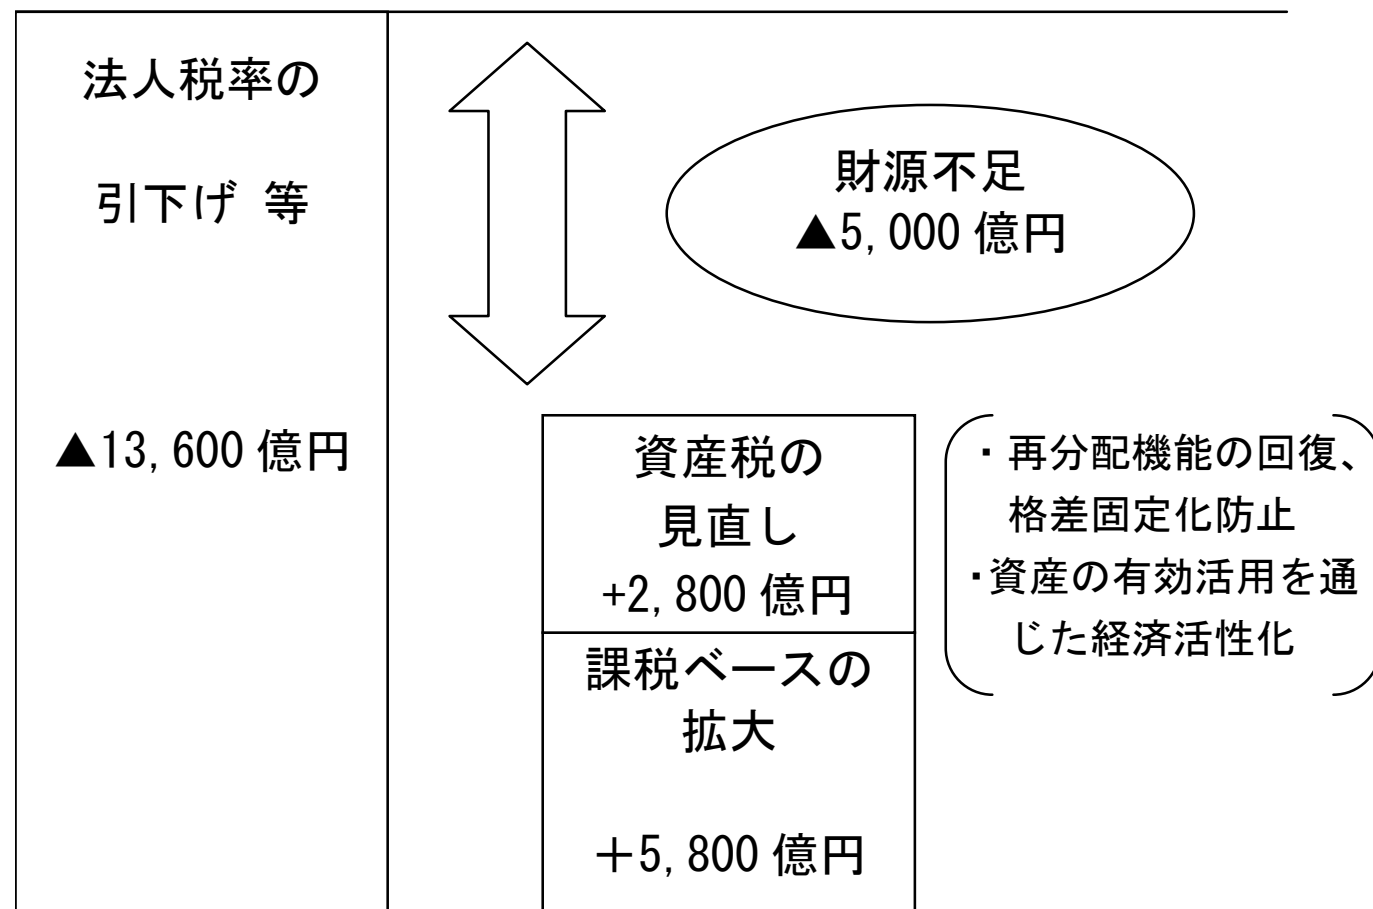 法人税率の
引下げ 等
▲13,600 億円
財源不足
▲5,000 億円
資産税の
見直し
+2,800 億円
・再分配機能の回復、
格差固定化防止
・資産の有効活用を通
じた経済活性化
課税ベースの
拡大
+5,800 億円